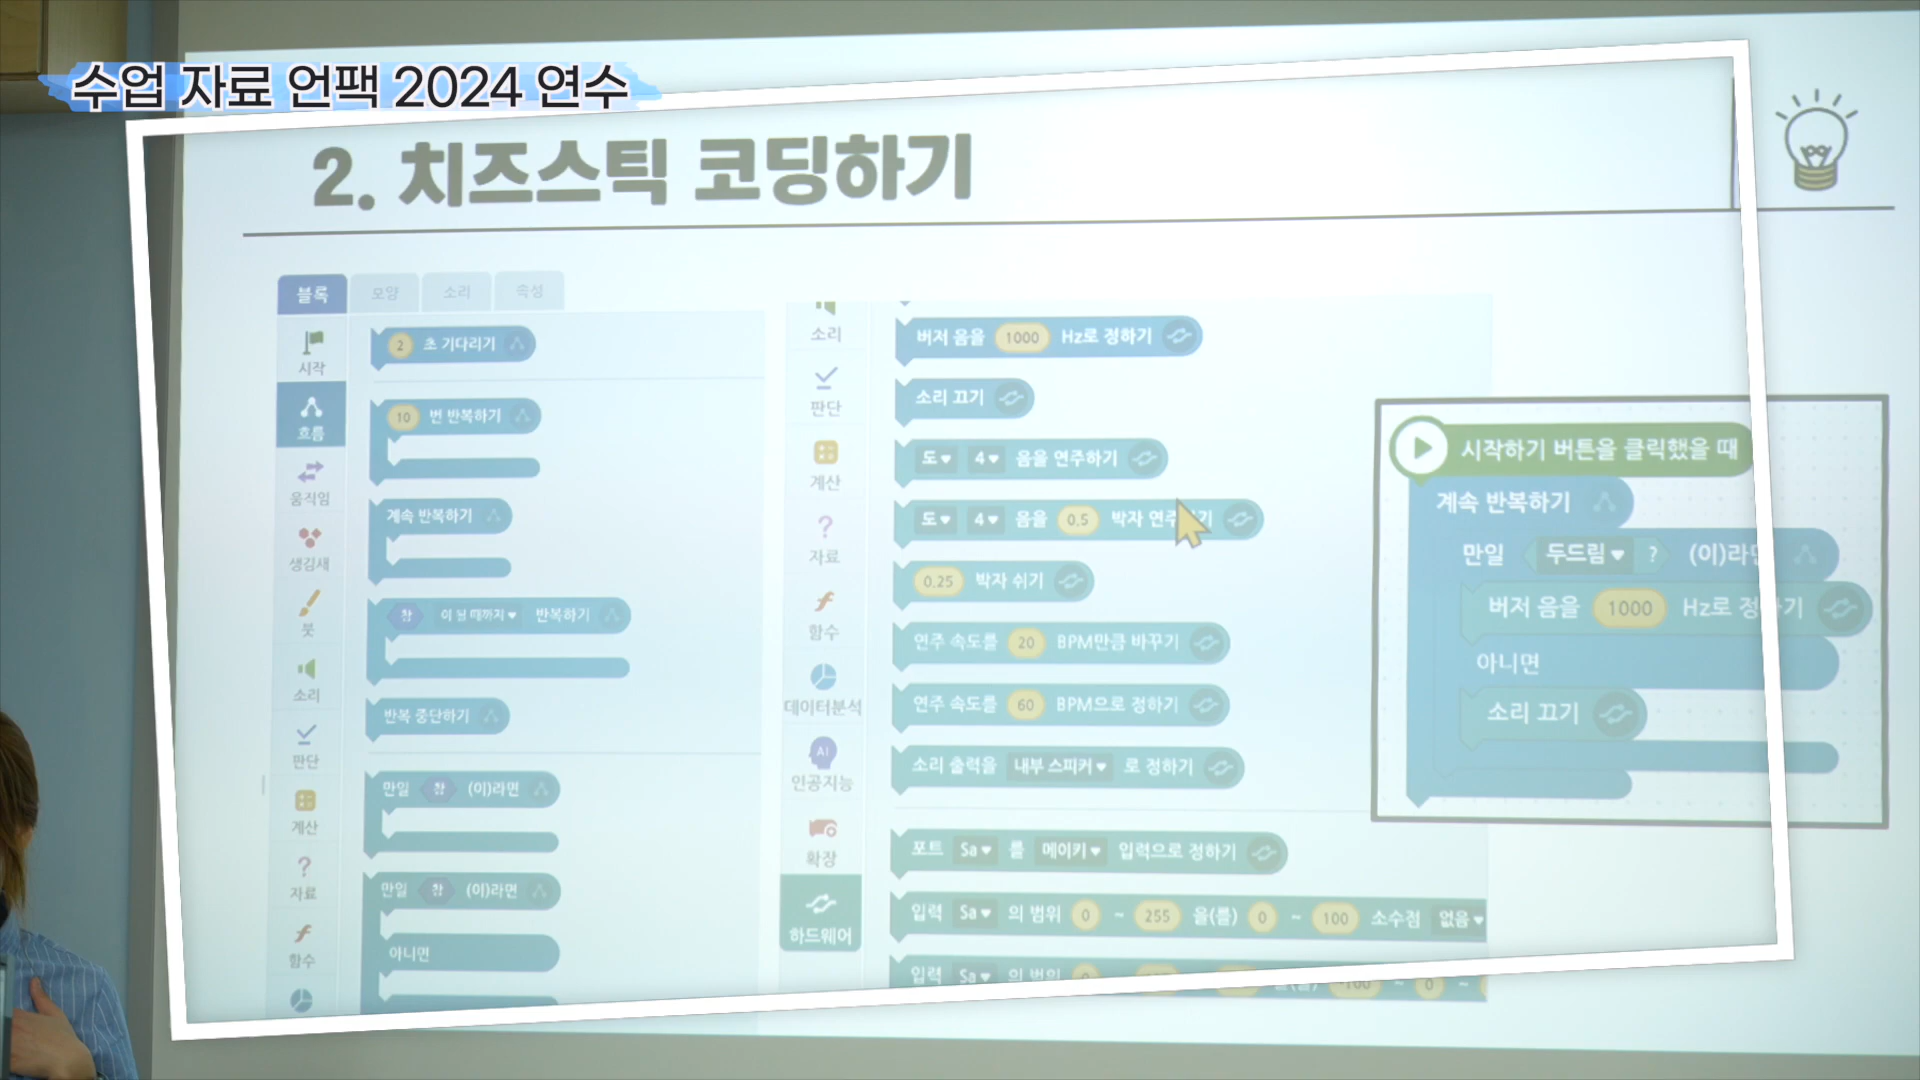 수업 자료 언팩 2024 연수
2. 치즈스틱 코딩하기
블록 모양 소리 속성
시작
흐름
움직임
생김새
붓
소리
판단
계산
자료
함수
2 초 기다리기
10 번 반복하기
계속 반복하기
참 이 될 때까지 반복하기
반복 중단하기
만일 참 (이)라면
만일 참 (이)라면
아니면
소리
판단
계산
자료
함수
데이터분석
AI
인공지능
확장
하드웨어
버저 음을 1000 Hz로 정하기
소리 끄기
도 4 음을 연주하기
도 4 음을 0.5 박자 연주하기
0.25 박자 쉬기
연주 속도를 20 BPM만큼 바꾸기
연주 속도를 60 BPM으로 정하기
소리 출력을 내부 스피커 로 정하기
포트 Sa 를 메이키 입력으로 정하기
입력 Sa 의 범위 0 ~ 255 을(를) 0 ~ 100 소수점 없음
입력 Sa 의 범위
시작하기 버튼을 클릭했을 때
계속 반복하기
만일 두드림 ? (이)라면
버저 음을 1000 Hz로 정하기
아니면
소리 끄기